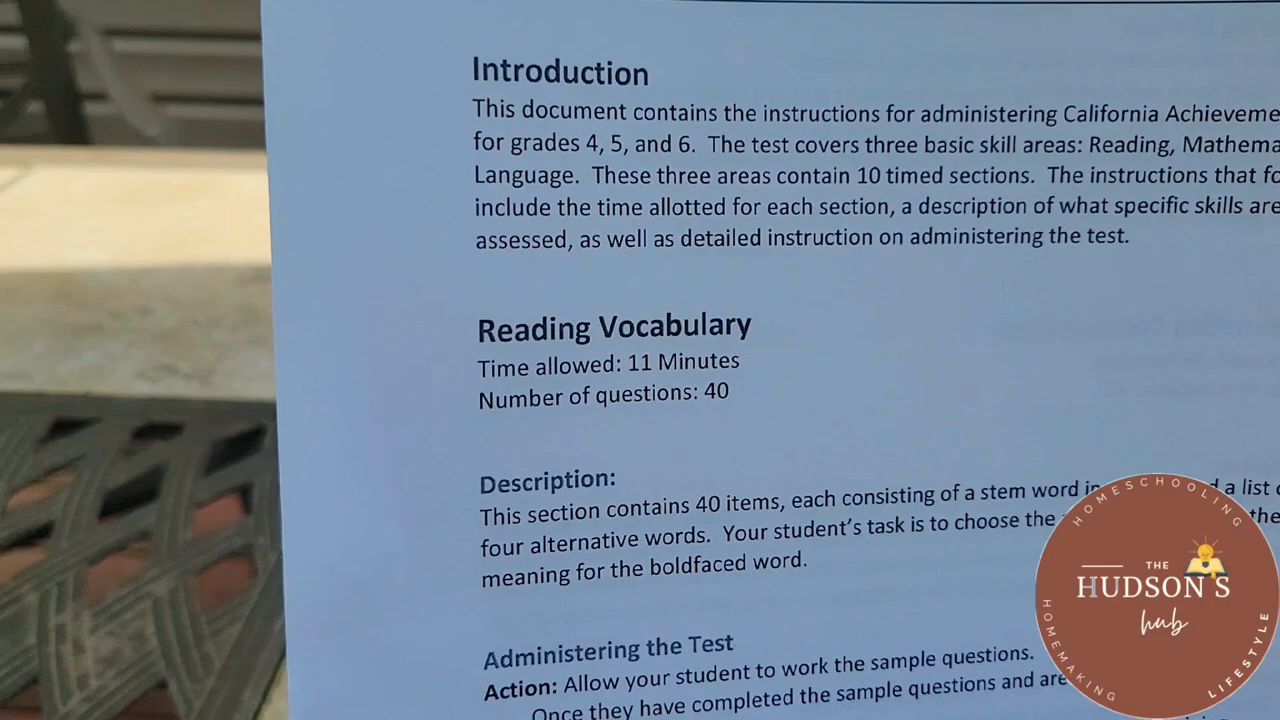 Introduction
This document contains the instructions for administering California Achieveme
for grades 4, 5, and 6. The test covers three basic skill areas: Reading, Mathema
Language. These three areas contain 10 timed sections. The instructions that fo
include the time allotted for each section, a description of what specific skills are
assessed, as well as detailed instruction on administering the test.
Reading Vocabulary
Time allowed: 11 Minutes
Number of questions: 40
Description:
This section contains 40 items, each consisting of a stem word in a list
four alternative words. Your student's task is to choose the the
meaning for the boldfaced word.
Administering the Test
Action: Allow your student to work the sample questions.
Once they have completed the sample questions and are
HOMESCHOOLING
THE
HUDSON'S
hub
HOMEMAKING
LIFESTYLE